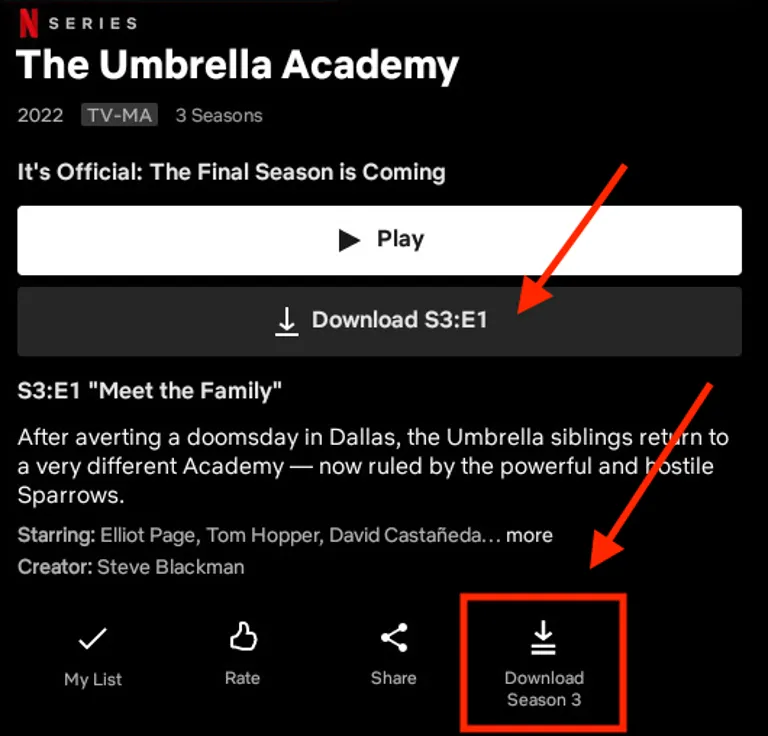 N SERIES
The Umbrella Academy
2022 TV-MA 3 Seasons
It's Official: The Final Season is Coming
Play
Download S3:E1
S3:E1 "Meet the Family"
After averting a doomsday in Dallas, the Umbrella siblings return to
a very different Academy — now ruled by the powerful and hostile
Sparrows.
Starring: Elliot Page, Tom Hopper, David Castañeda... more
Creator: Steve Blackman
My List Rate Share Download
Season 3